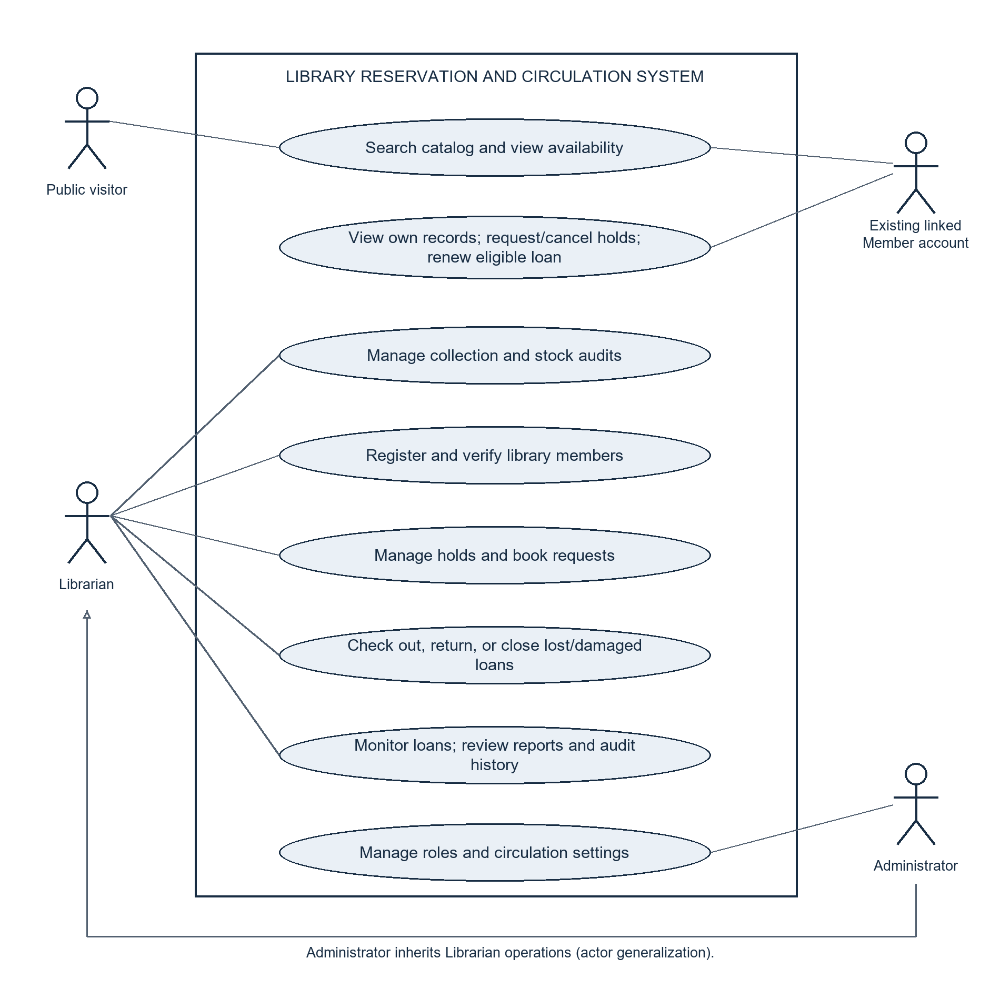 LIBRARY RESERVATION AND CIRCULATION SYSTEM
Search catalog and view availability
Public visitor
Existing linked
Member account
View own records; request/cancel holds;
renew eligible loan
Manage collection and stock audits
Register and verify library members
Manage holds and book requests
Librarian
Check out, return, or close lost/damaged
loans
Monitor loans; review reports and audit
history
Manage roles and circulation settings
Administrator
Administrator inherits Librarian operations (actor generalization).